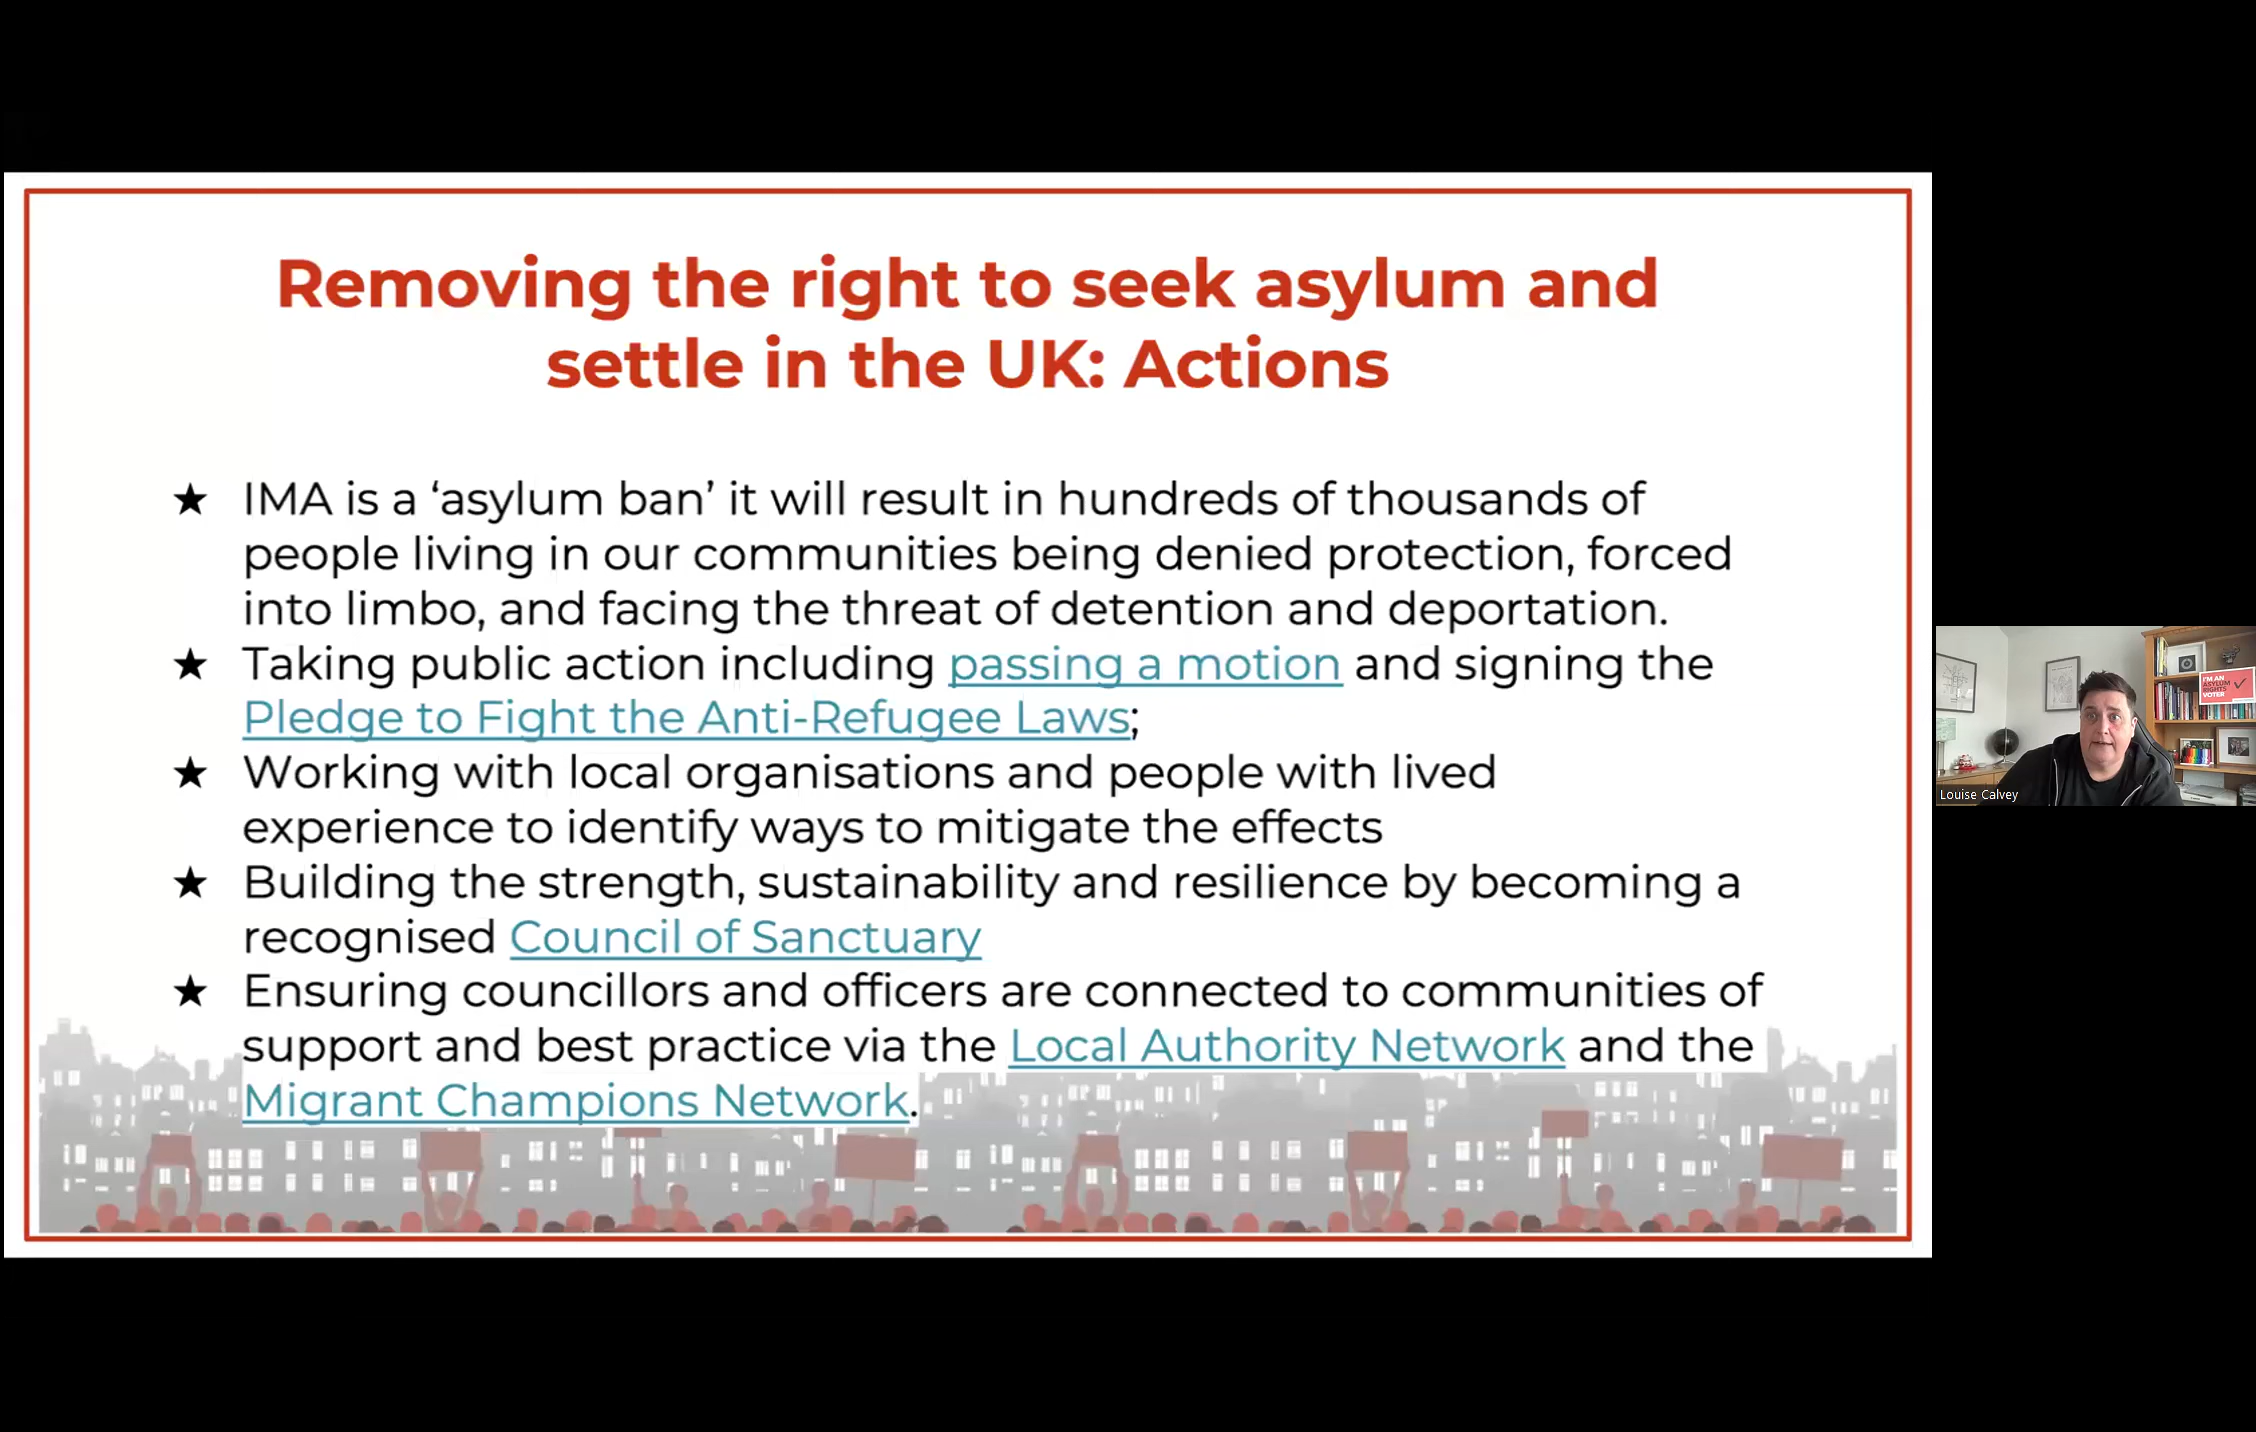 Removing the right to seek asylum and
settle in the UK: Actions
★ IMA is a ‘asylum ban’ it will result in hundreds of thousands of
people living in our communities being denied protection, forced
into limbo, and facing the threat of detention and deportation.
★ Taking public action including passing a motion and signing the
Pledge to Fight the Anti-Refugee Laws;
★ Working with local organisations and people with lived
experience to identify ways to mitigate the effects
★ Building the strength, sustainability and resilience by becoming a
recognised Council of Sanctuary
★ Ensuring councillors and officers are connected to communities of
support and best practice via the Local Authority Network and the
Migrant Champions Network.
I'M AN
ASYLUM
RIGHTS
VOTER
Louise Calvey